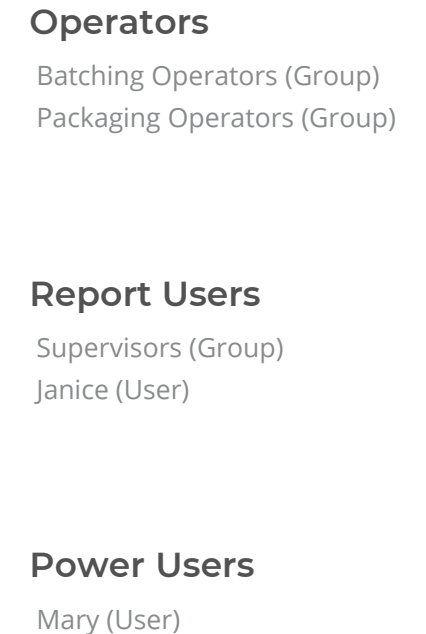 Operators
Batching Operators (Group)
Packaging Operators (Group)
Report Users
Supervisors (Group)
Janice (User)
Power Users
Mary (User)